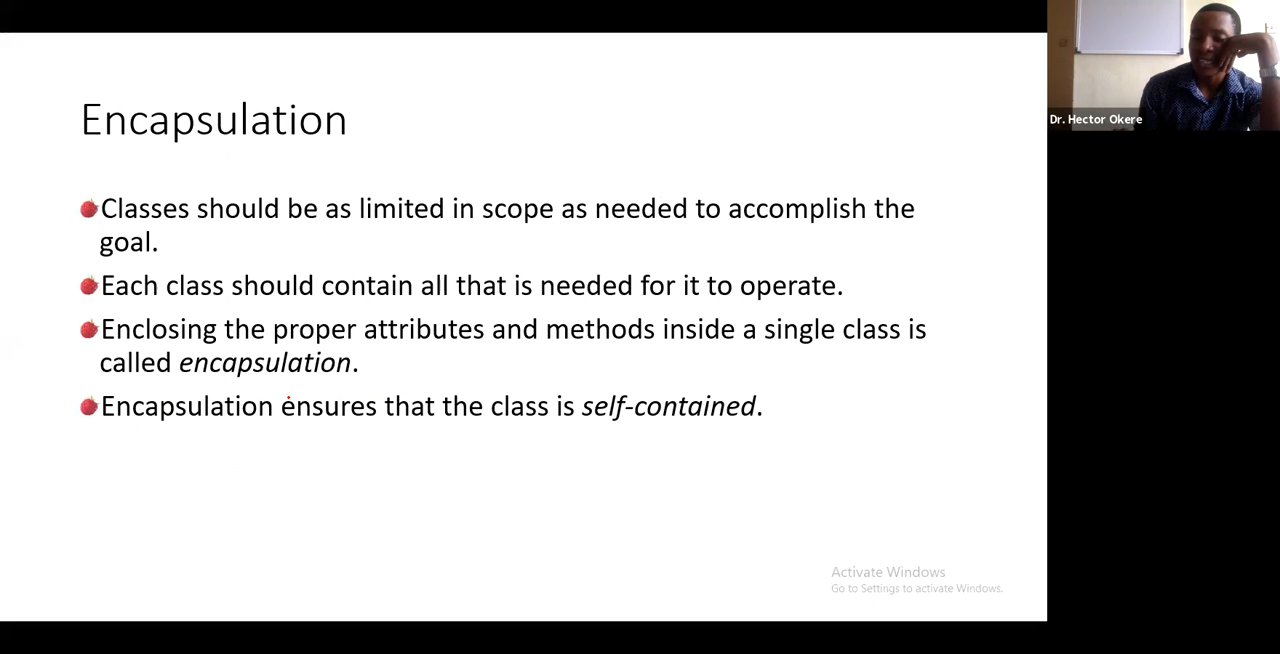 Encapsulation
Classes should be as limited in scope as needed to accomplish the
goal.
Each class should contain all that is needed for it to operate.
Enclosing the proper attributes and methods inside a single class is
called encapsulation.
Encapsulation ensures that the class is self-contained.
Activate Windows
Go to Settings to activate Windows.
Dr. Hector Okere